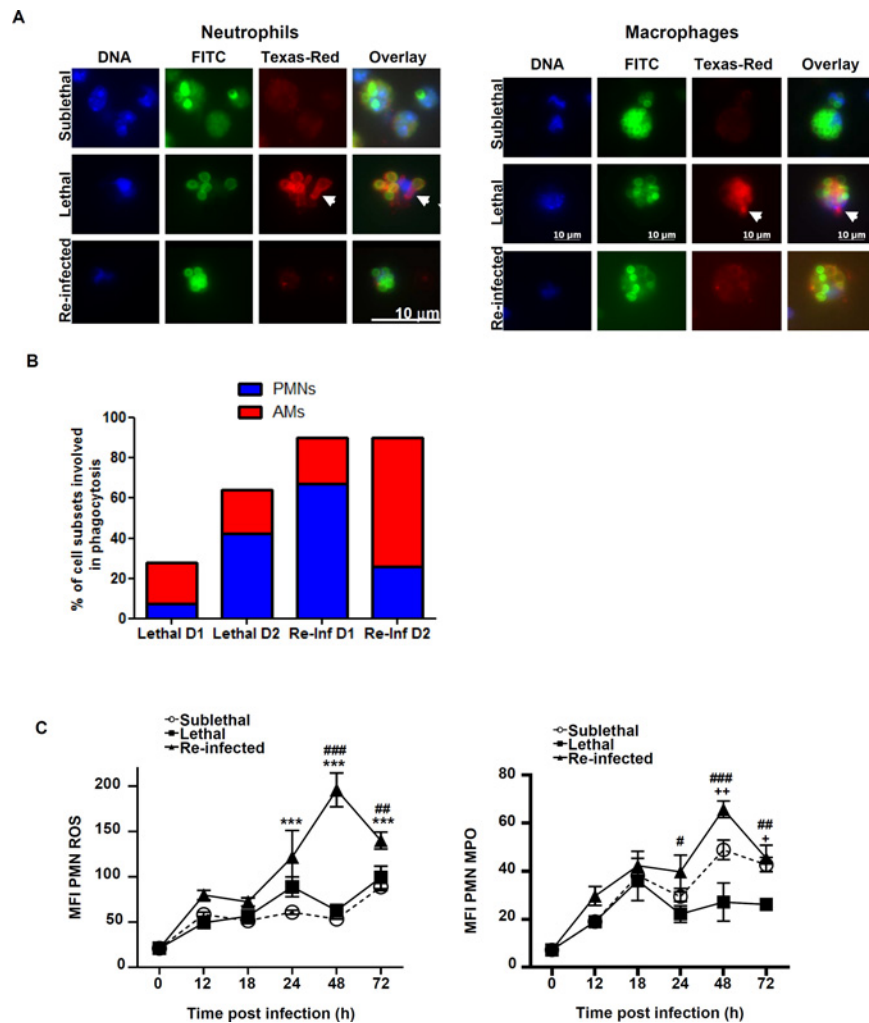 A
Neutrophils
DNA FITC Texas-Red Overlay
Sublethal
Lethal
Re-infected
10 µm
Macrophages
DNA FITC Texas-Red Overlay
Sublethal
Lethal
10 µm 10 µm 10 µm 10 µm
Re-infected
B
PMNs
AMs
% of cell subsets involved
in phagocytosis
100
80
60
40
20
0
Lethal D1 Lethal D2 Re-Inf D1 Re-Inf D2
C
Sublethal
Lethal
Re-infected
MFI PMN ROS
200
150
100
50
0
***
###
***
##
***
0 12 18 24 48 72
Time post infection (h)
Sublethal
Lethal
Re-infected
MFI PMN MPO
80
60
40
20
0
#
###
++
##
+
0 12 18 24 48 72
Time post infection (h)